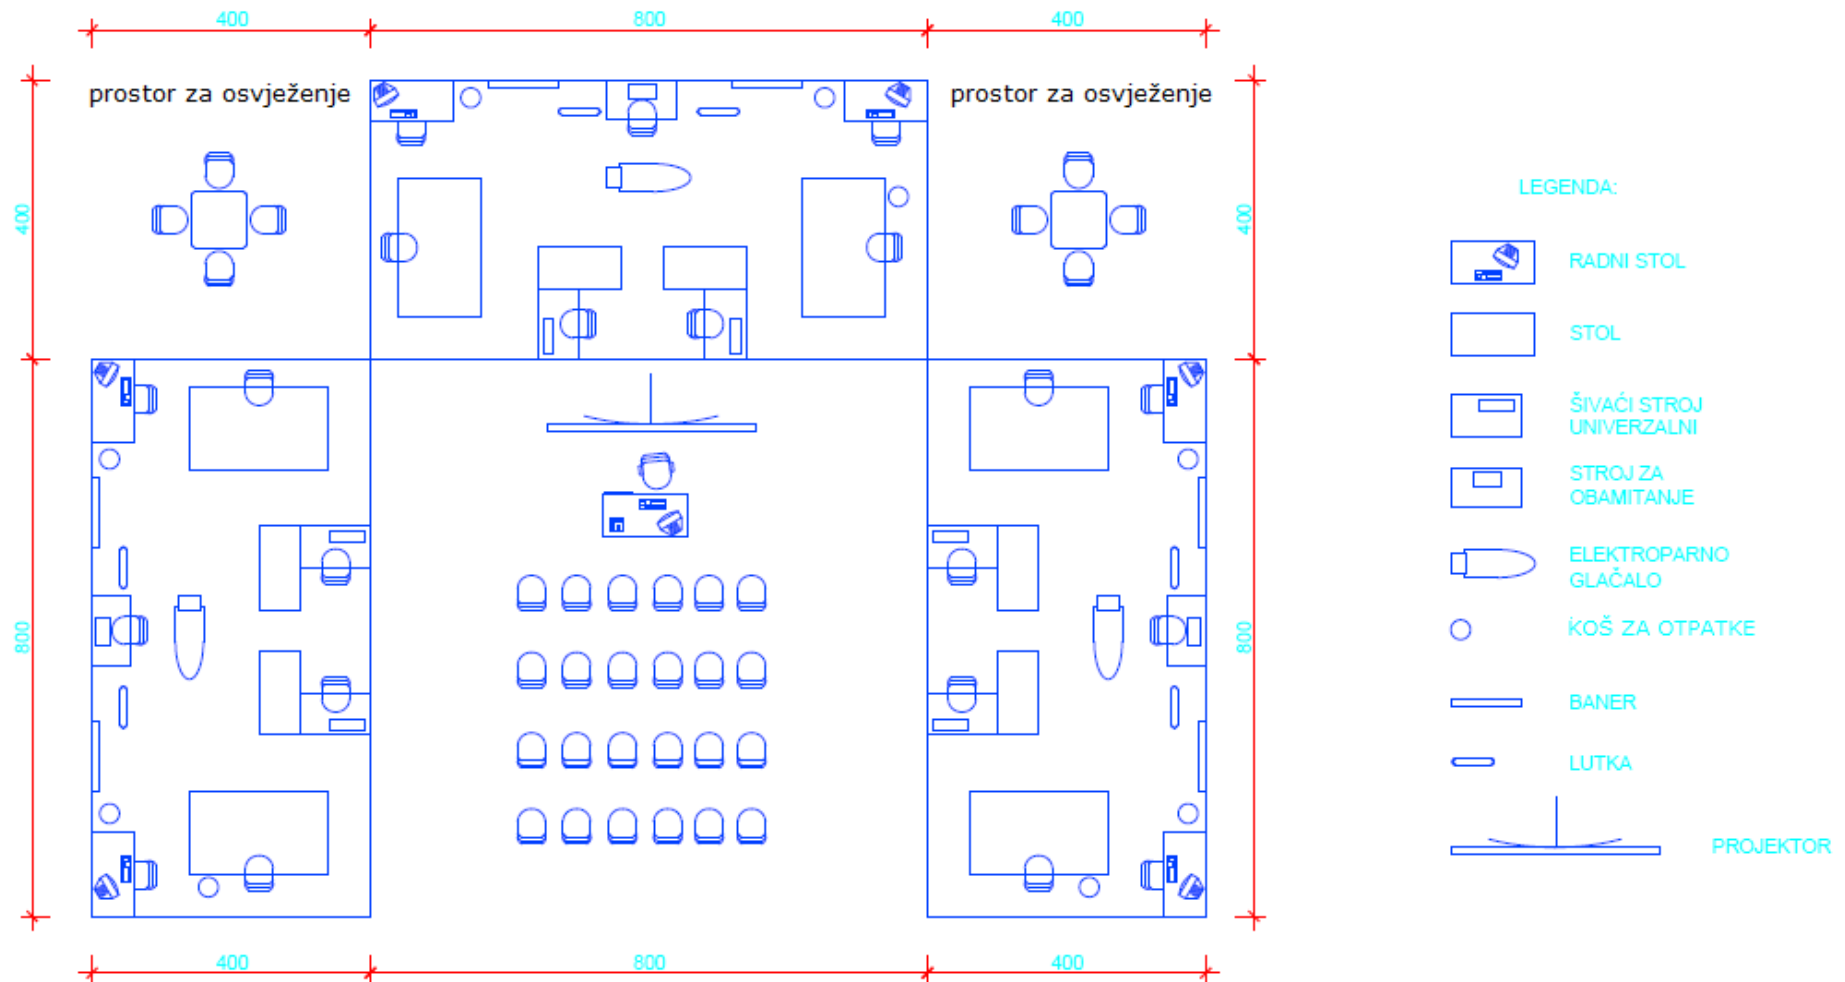 400
800
400
prostor za osvježenje
prostor za osvježenje
400
400
800
800
400
800
400
LEGENDA:
RADNI STOL
STOL
ŠIVAĆI STROJ
UNIVERZALNI
STROJ ZA
OBAMITANJE
ELEKTROPARNO
GLAČALO
KOŠ ZA OTPATKE
BANER
LUTKA
PROJEKTOR